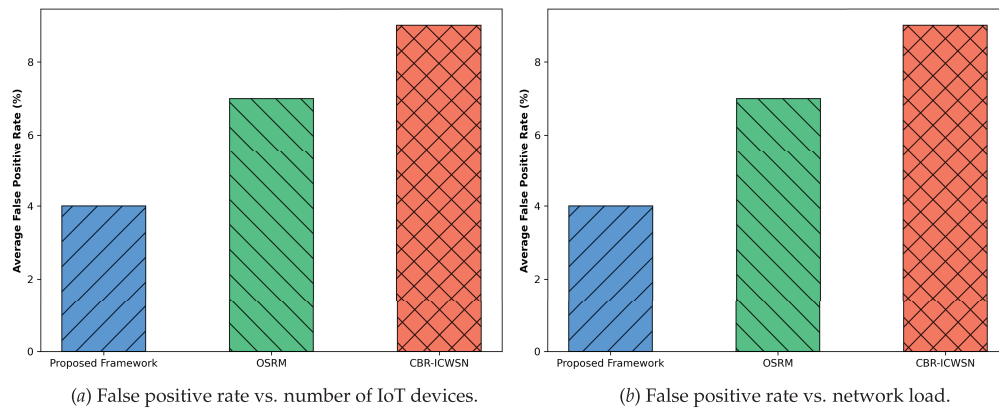 Average False Positive Rate (%)
8
6
4
2
0
Proposed Framework
OSRM
CBR-ICWSN
(a) False positive rate vs. number of IoT devices.
Average False Positive Rate (%)
8
6
4
2
0
Proposed Framework
OSRM
CBR-ICWSN
(b) False positive rate vs. network load.